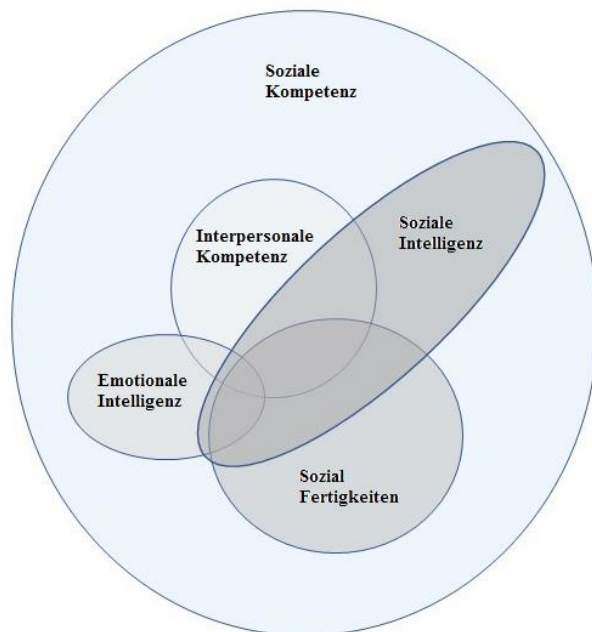 Soziale
Kompetenz
Interpersonale
Kompetenz
Soziale
Intelligenz
Emotionale
Intelligenz
Sozial
Fertigkeiten